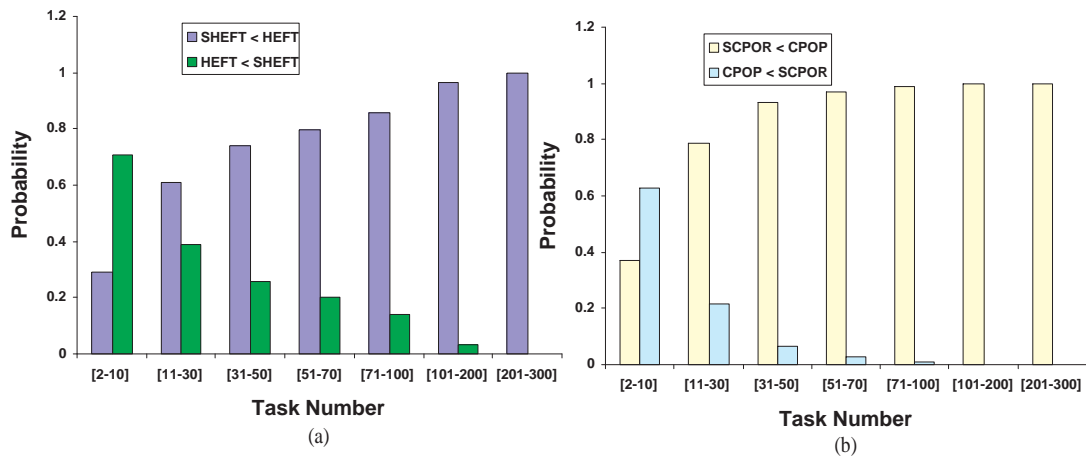 1.2
1
0.8
0.6
0.4
0.2
0
Probability
SHEFT < HEFT
HEFT < SHEFT
[2-10] [11-30] [31-50] [51-70] [71-100] [101-200] [201-300]
Task Number
(a)
1.2
1
0.8
0.6
0.4
0.2
0
Probability
SCPOR < CPOP
CPOP < SCPOR
[2-10] [11-30] [31-50] [51-70] [71-100] [101-200] [201-300]
Task Number
(b)